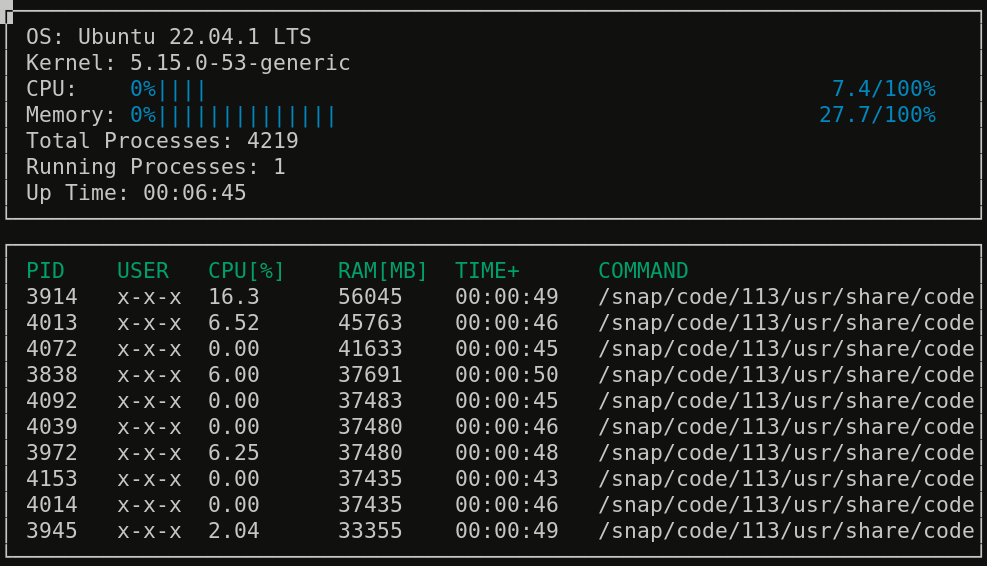 OS: Ubuntu 22.04.1 LTS
Kernel: 5.15.0-53-generic
CPU: 0%|||| 7.4/100%
Memory: 0%|||||||||||||| 27.7/100%
Total Processes: 4219
Running Processes: 1
Up Time: 00:06:45
PID USER CPU[%] RAM[MB] TIME+ COMMAND
3914 x-x-x 16.3 56045 00:00:49 /snap/code/113/usr/share/code
4013 x-x-x 6.52 45763 00:00:46 /snap/code/113/usr/share/code
4072 x-x-x 0.00 41633 00:00:45 /snap/code/113/usr/share/code
3838 x-x-x 6.00 37691 00:00:50 /snap/code/113/usr/share/code
4092 x-x-x 0.00 37483 00:00:45 /snap/code/113/usr/share/code
4039 x-x-x 0.00 37480 00:00:46 /snap/code/113/usr/share/code
3972 x-x-x 6.25 37480 00:00:48 /snap/code/113/usr/share/code
4153 x-x-x 0.00 37435 00:00:43 /snap/code/113/usr/share/code
4014 x-x-x 0.00 37435 00:00:46 /snap/code/113/usr/share/code
3945 x-x-x 2.04 33355 00:00:49 /snap/code/113/usr/share/code